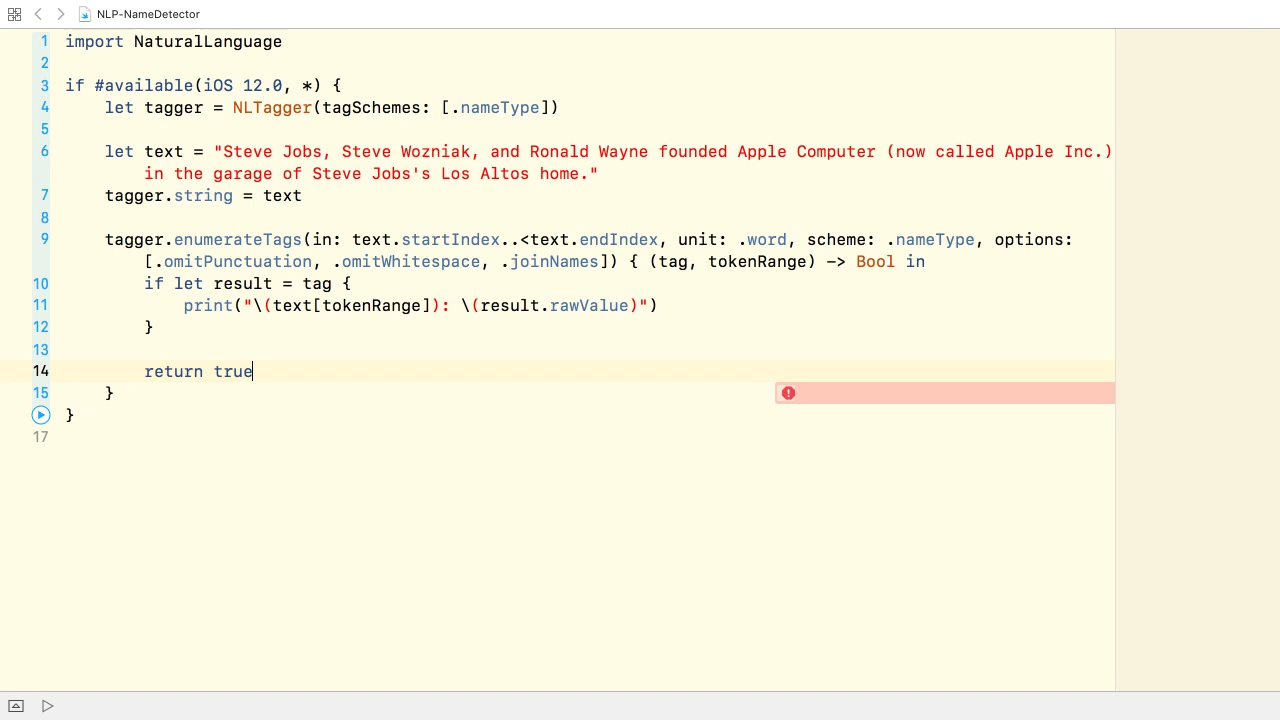 NLP-NameDetector
1 import NaturalLanguage
2
3 if #available(iOS 12.0, *) {
4 let tagger = NLTagger(tagSchemes: [.nameType])
5
6 let text = "Steve Jobs, Steve Wozniak, and Ronald Wayne founded Apple Computer (now called Apple Inc.)
in the garage of Steve Jobs's Los Altos home."
7 tagger.string = text
8
9 tagger.enumerateTags(in: text.startIndex..<text.endIndex, unit: .word, scheme: .nameType, options:
[.omitPunctuation, .omitWhitespace, .joinNames]) { (tag, tokenRange) -> Bool in
10 if let result = tag {
11 print("\(text[tokenRange]): \(result.rawValue)")
12 }
13
14 return true
15 }
}
17